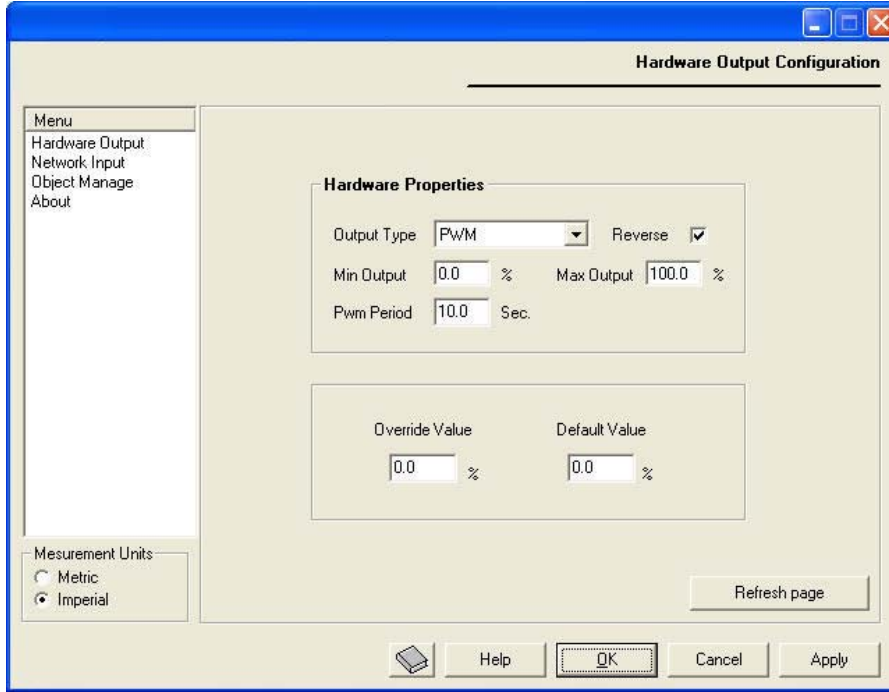 Hardware Output Configuration
Menu
Hardware Output
Network Input
Object Manage
About
Hardware Properties
Output Type PWM Reverse
Min Output 0.0 % Max Output 100.0 %
Pwm Period 10.0 Sec.
Override Value Default Value
0.0 % 0.0 %
Mesurement Units
Metric
Imperial
Refresh page
Help OK Cancel Apply